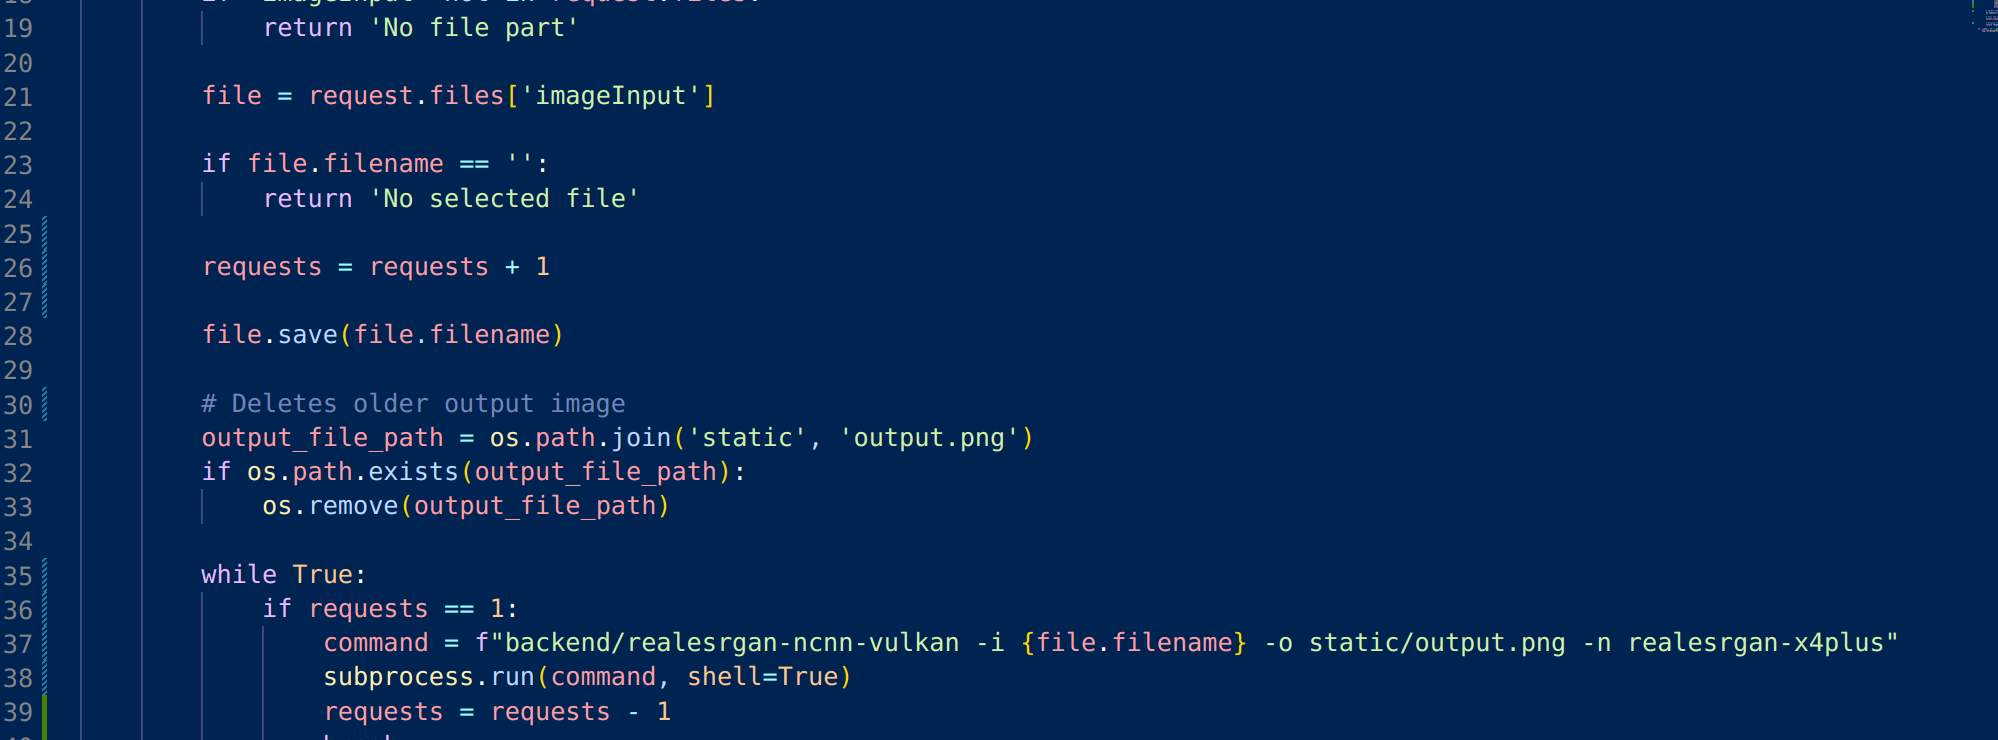 19 return 'No file part'
20
21 file = request.files['imageInput']
22
23 if file.filename == '':
24 return 'No selected file'
25
26 requests = requests + 1
27
28 file.save(file.filename)
29
30 # Deletes older output image
31 output_file_path = os.path.join('static', 'output.png')
32 if os.path.exists(output_file_path):
33 os.remove(output_file_path)
34
35 while True:
36 if requests == 1:
37 command = f"backend/realesrgan-ncnn-vulkan -i {file.filename} -o static/output.png -n realesrgan-x4plus"
38 subprocess.run(command, shell=True)
39 requests = requests - 1